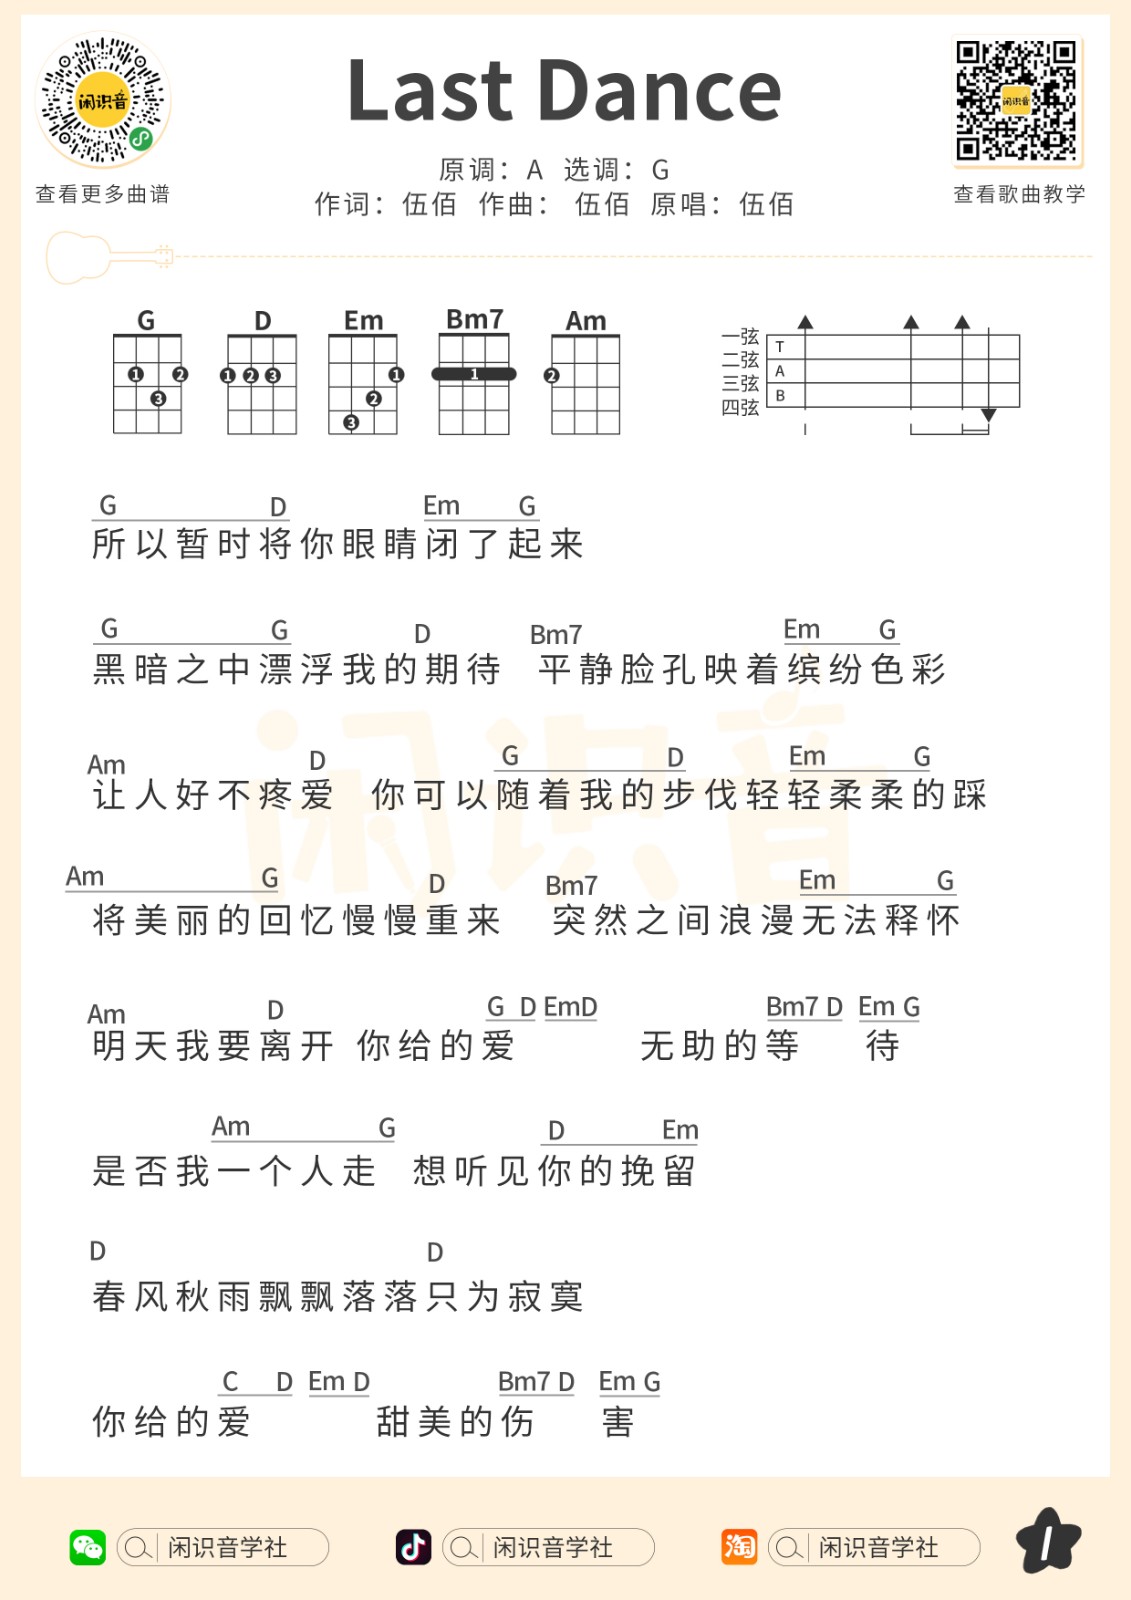 Last Dance
原调：A 选调：G
作词：伍佰 作曲： 伍佰 原唱：伍佰
闲识音
查看更多曲谱
闲识音
查看歌曲教学
G D Em Bm7 Am
1 2 3
1 2 3
1 2 3
1
2
一弦
二弦
三弦
四弦
T
A
B
G D Em G
所以暂时将你眼睛闭了起来
G G D Bm7 Em G
黑暗之中漂浮我的期待 平静脸孔映着缤纷色彩
Am D G D Em G
让人好不疼爱 你可以随着我的步伐轻轻柔柔的踩
Am G D Bm7 Em G
将美丽的回忆慢慢重来 突然之间浪漫无法释怀
Am D G D EmD Bm7 D Em G
明天我要离开 你给的爱 无助的等 待
Am G D Em
是否我一个人走 想听见你的挽留
D D
春风秋雨飘飘落落只为寂寞
C D Em D Bm7 D Em G
你给的爱 甜美的伤 害
闲识音
闲识音学社
闲识音学社
淘
闲识音学社
1